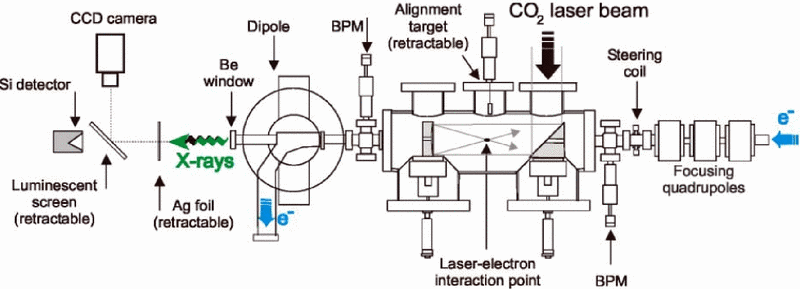 CCD camera
Dipole
BPM
Alignment
target
(retractable)
CO₂ laser beam
Steering
coil
Si detector
Be
window
e⁻
X-rays
Luminescent
screen
(retractable)
Ag foil
(retractable)
e⁻
Laser-electron
interaction point
BPM
Focusing
quadrupoles